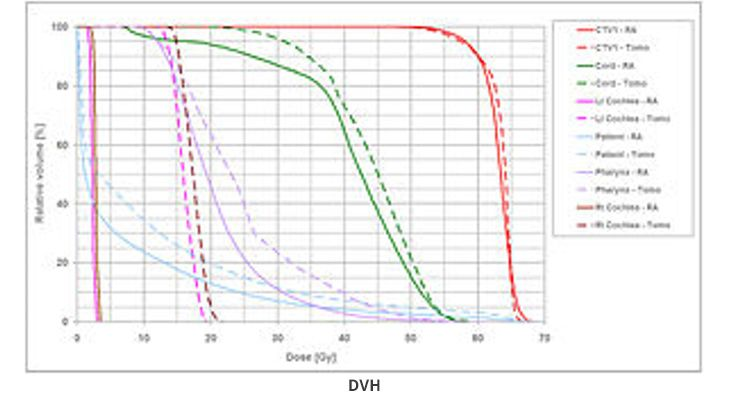 100
80
60
40
20
0
Relative volume [%]
0 10 20 30 40 50 60 70
Dose [Gy]
CTV1 - RA
CTV1 - Tomo
Cord - RA
Cord - Tomo
Lt Cochlea - RA
Lt Cochlea - Tomo
Patient - RA
Patient - Tomo
Pharynx - RA
Pharynx - Tomo
Rt Cochlea - RA
Rt Cochlea - Tomo
DVH